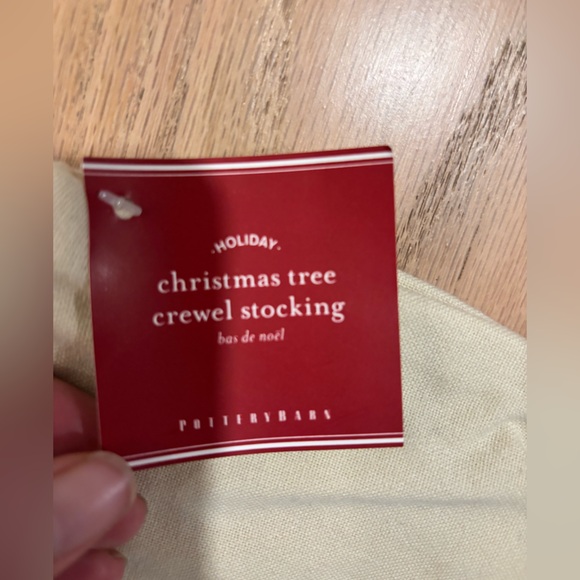 ·HOLIDAY·
christmas tree
crewel stocking
bas de noël
POTTERYBARN